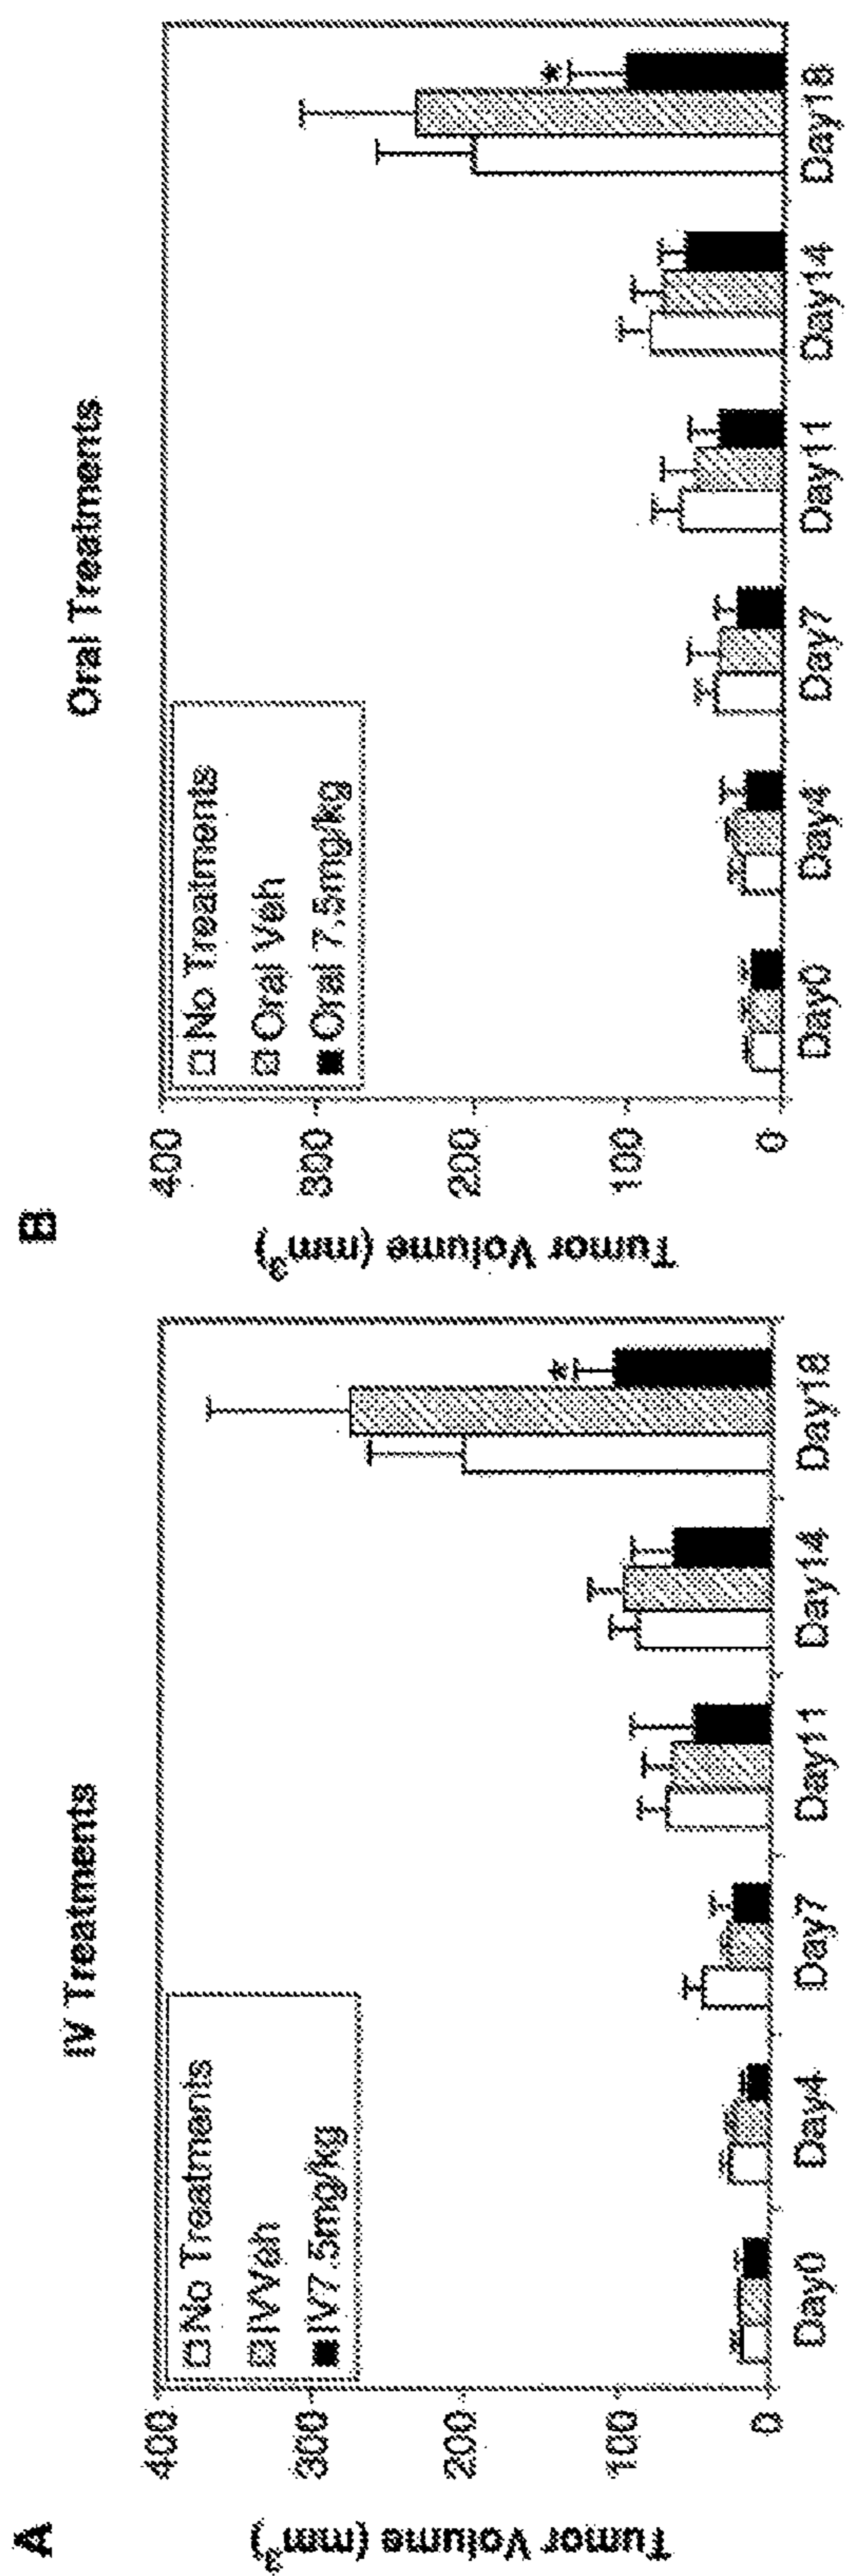 A
IV Treatments
Tumor Volume (mm3)
400
300
200
100
0
No Treatments
IVVeh
IV7.5mg/kg
Day0
Day4
Day7
Day11
Day14
Day18
*
B
Oral Treatments
Tumor Volume (mm3)
400
300
200
100
0
No Treatments
Oral Veh
Oral 7.5mg/kg
Day0
Day4
Day7
Day11
Day14
Day18
*